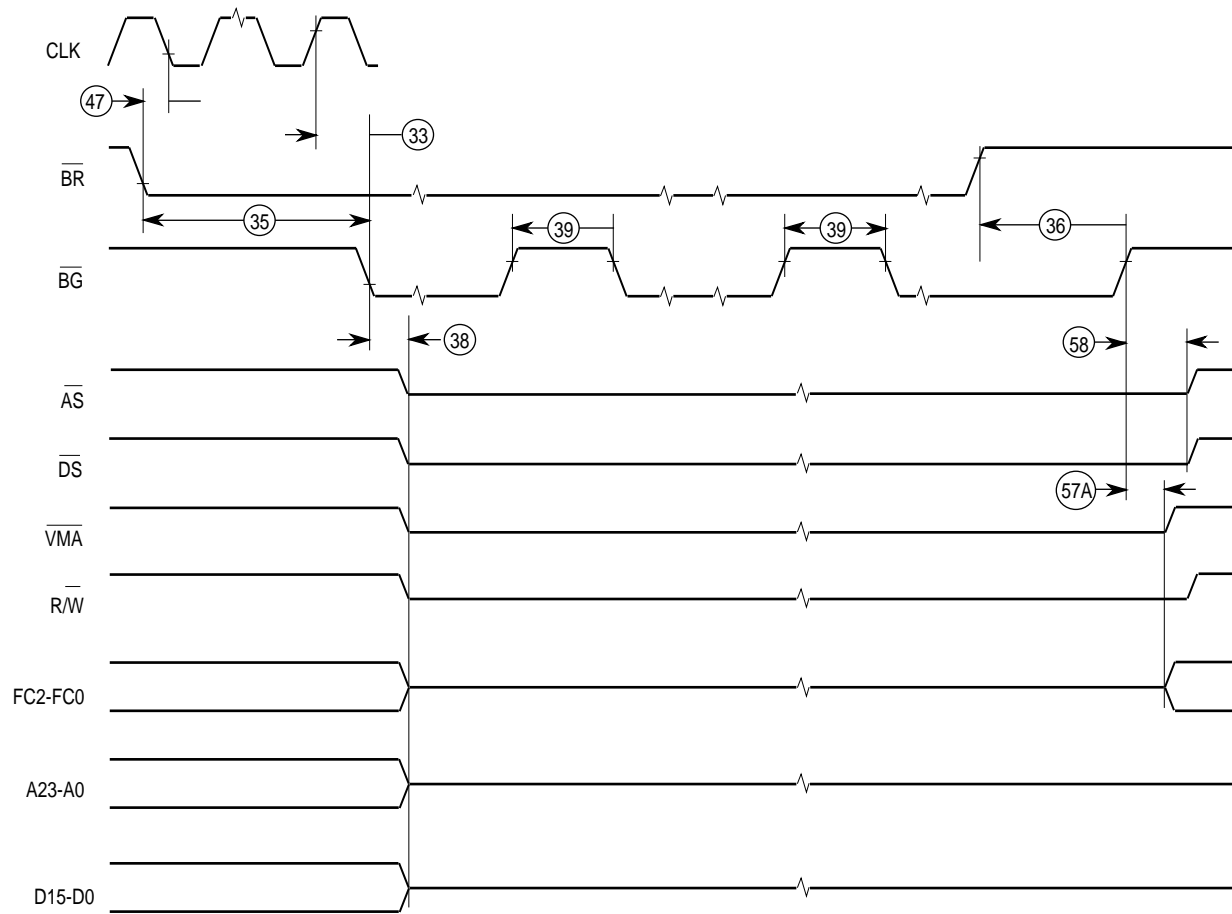 CLK
47
33
BR
35
39
39
36
BG
38
58
AS
DS
57A
VMA
R/W
FC2-FC0
A23-A0
D15-D0